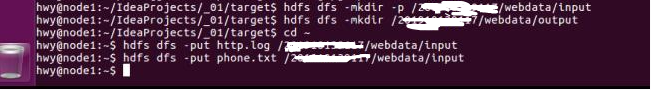 hwy@node1:~/IdeaProjects/_01/target$ hdfs dfs -mkdir -p /webdata/input
hwy@node1:~/IdeaProjects/_01/target$ hdfs dfs -mkdir /webdata/output
hwy@node1:~/IdeaProjects/_01/target$ cd ~
hwy@node1:~$ hdfs dfs -put http.log /webdata/input
hwy@node1:~$ hdfs dfs -put phone.txt /webdata/input
hwy@node1:~$